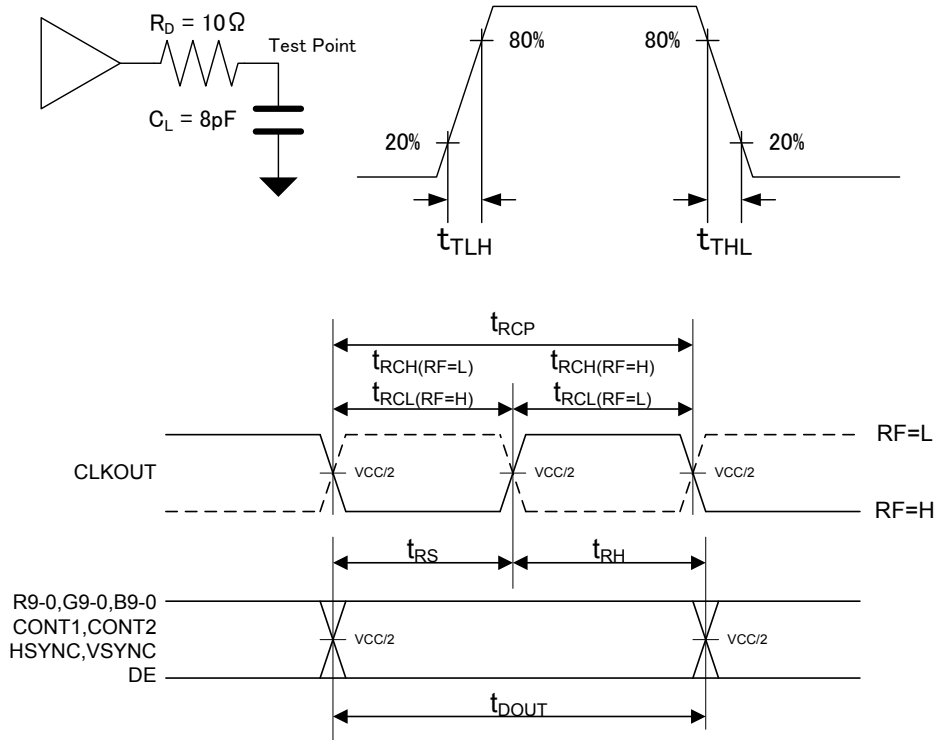 R_D = 10Ω
Test Point
C_L = 8pF
80%
80%
20%
20%
t_TLH
t_THL
t_RCP
t_RCH(RF=L)
t_RCH(RF=H)
t_RCL(RF=H)
t_RCL(RF=L)
RF=L
CLKOUT
VCC/2
VCC/2
VCC/2
RF=H
t_RS
t_RH
R9-0,G9-0,B9-0
CONT1,CONT2
HSYNC,VSYNC
DE
VCC/2
VCC/2
t_DOUT